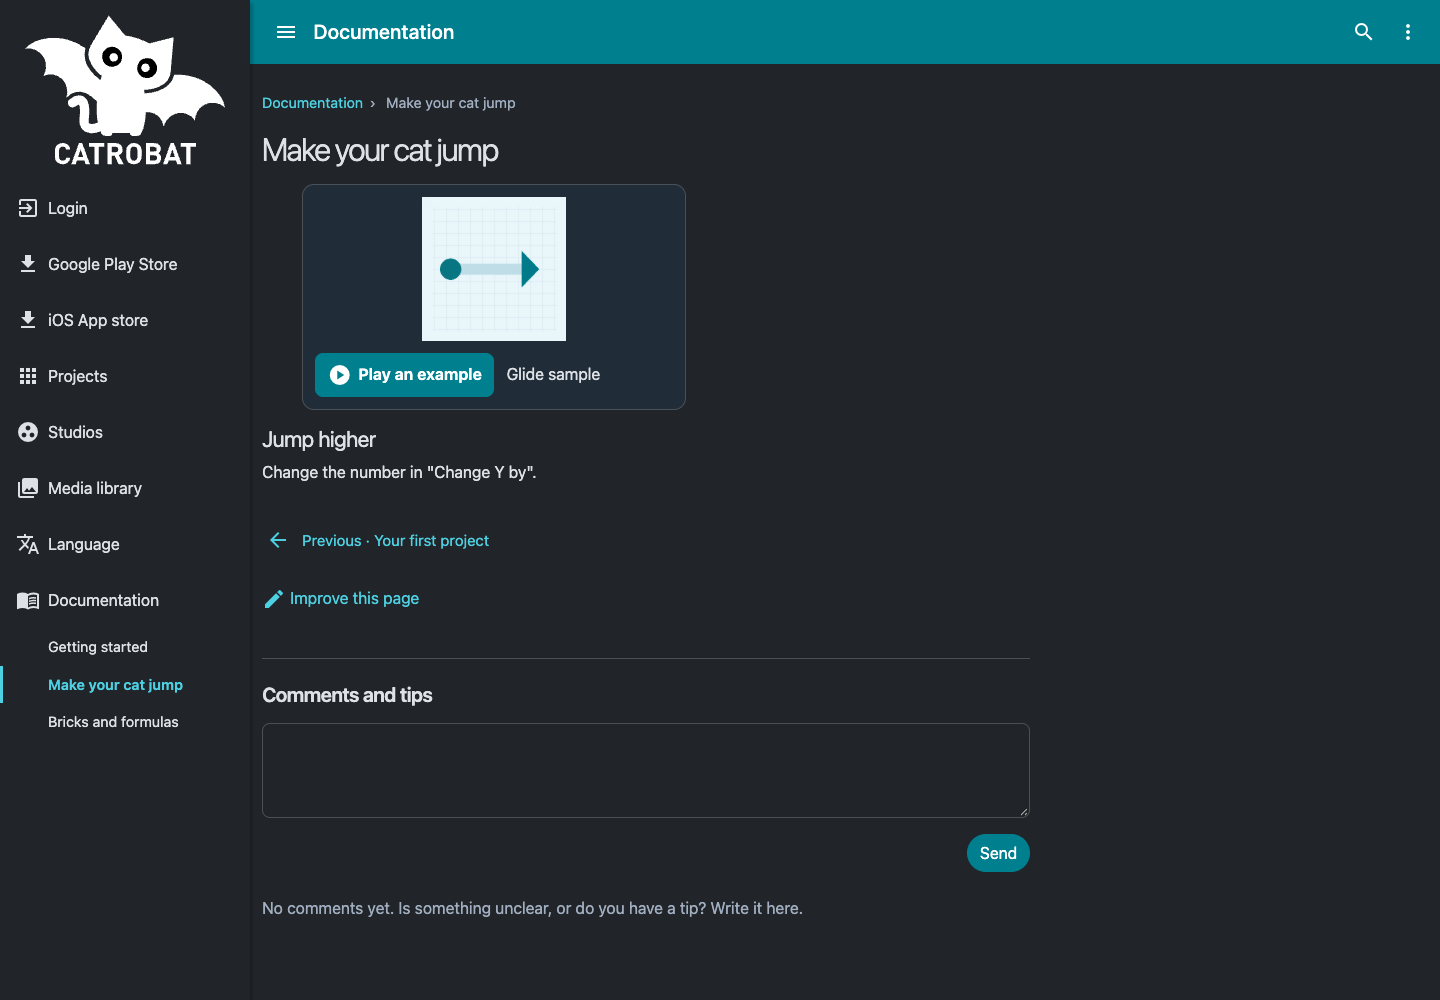 CATROBAT
Login
Google Play Store
iOS App store
Projects
Studios
Media library
Language
Documentation
Getting started
Make your cat jump
Bricks and formulas
Documentation
Documentation › Make your cat jump
Make your cat jump
Play an example Glide sample
Jump higher
Change the number in "Change Y by".
Previous · Your first project
Improve this page
Comments and tips
Send
No comments yet. Is something unclear, or do you have a tip? Write it here.